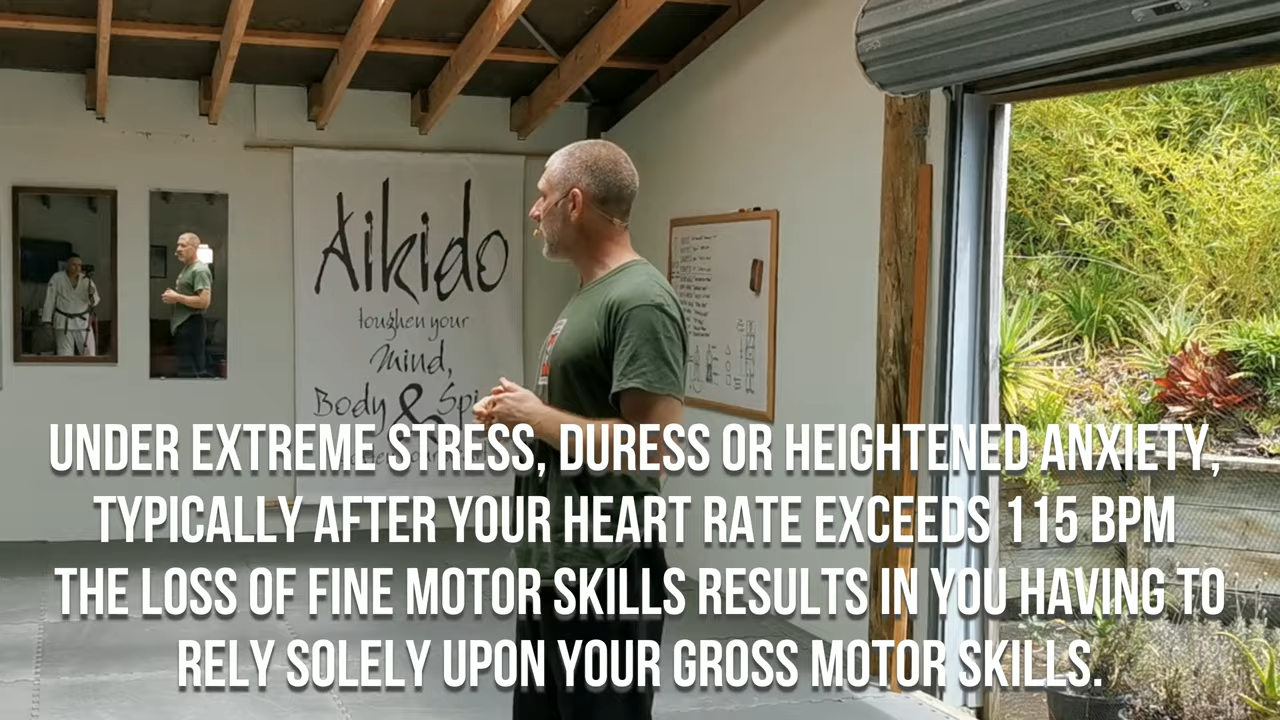 Aikido
toughen your
Mind,
Body & Spi
UNDER EXTREME STRESS, DURESS OR HEIGHTENED ANXIETY,
TYPICALLY AFTER YOUR HEART RATE EXCEEDS 115 BPM
THE LOSS OF FINE MOTOR SKILLS RESULTS IN YOU HAVING TO
RELY SOLELY UPON YOUR GROSS MOTOR SKILLS.